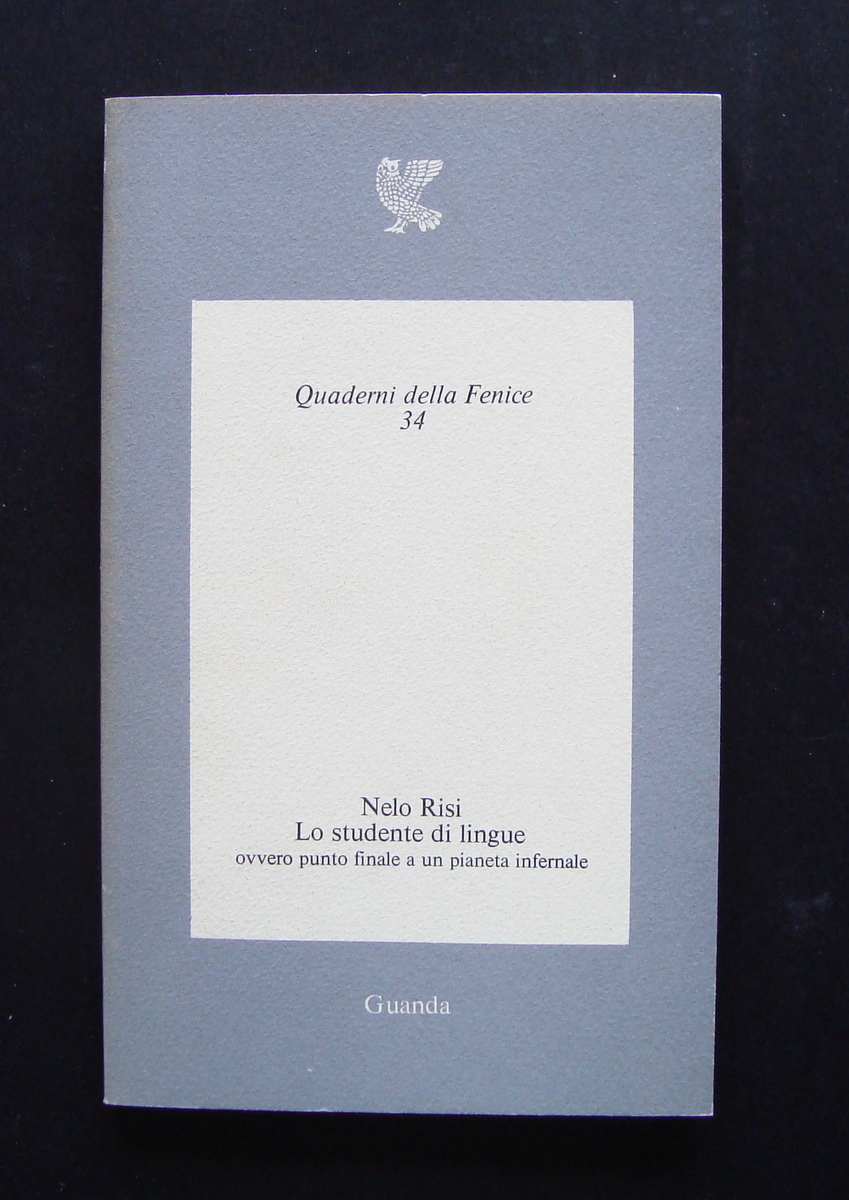 Quaderni della Fenice
34
Nelo Risi
Lo studente di lingue
ovvero punto finale a un pianeta infernale
Guanda